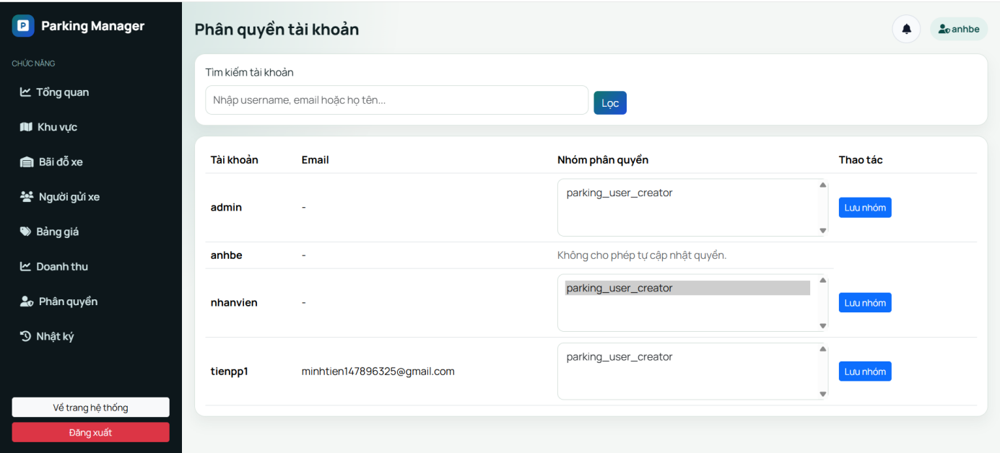 P Parking Manager
CHỨC NĂNG
Tổng quan
Khu vực
Bãi đỗ xe
Người gửi xe
Bảng giá
Doanh thu
Phân quyền
Nhật ký
Về trang hệ thống
Đăng xuất
Phân quyền tài khoản
anhbe
Tìm kiếm tài khoản
Nhập username, email hoặc họ tên...
Lọc
Tài khoản Email Nhóm phân quyền Thao tác
admin - parking_user_creator Lưu nhóm
anhbe - Không cho phép tự cập nhật quyền.
nhanvien - parking_user_creator Lưu nhóm
tienpp1 minhtien147896325@gmail.com parking_user_creator Lưu nhóm